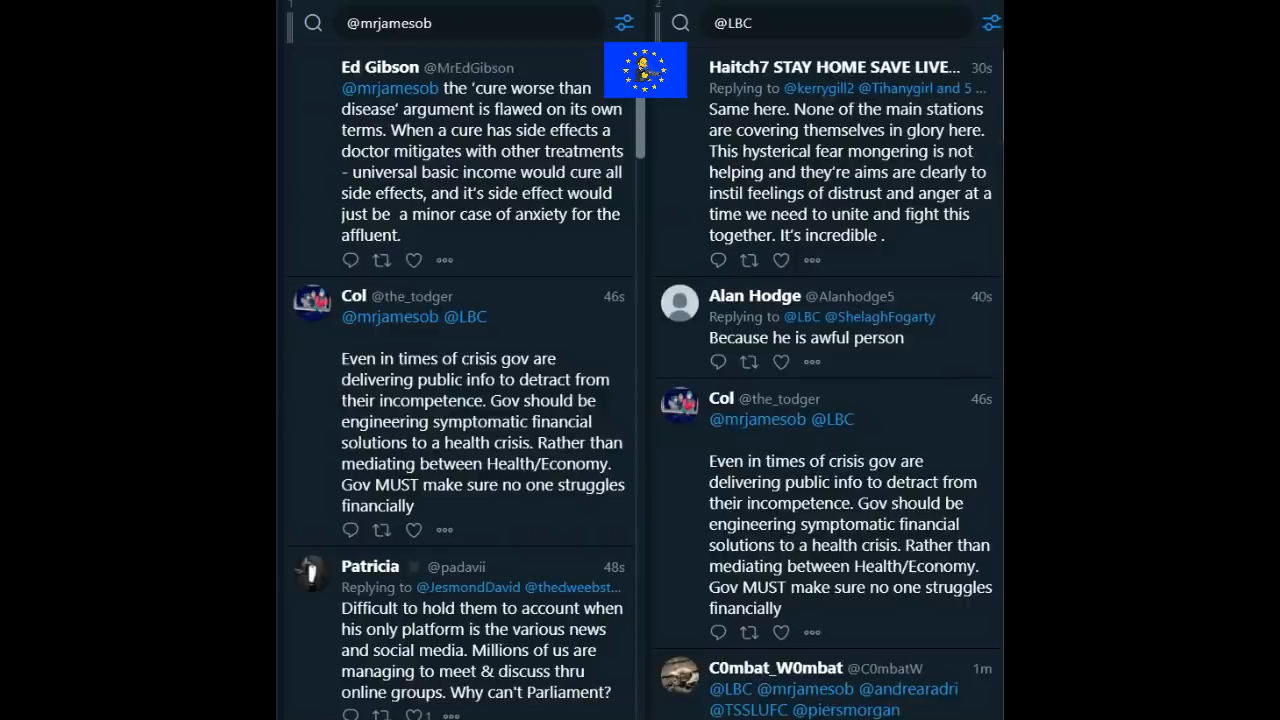 1
@mrjamesob
Ed Gibson @MrEdGibson
@mrjamesob the ‘cure worse than
disease’ argument is flawed on its own
terms. When a cure has side effects a
doctor mitigates with other treatments
- universal basic income would cure all
side effects, and it’s side effect would
just be a minor case of anxiety for the
affluent.
Col @the_todger 46s
@mrjamesob @LBC
Even in times of crisis gov are
delivering public info to detract from
their incompetence. Gov should be
engineering symptomatic financial
solutions to a health crisis. Rather than
mediating between Health/Economy.
Gov MUST make sure no one struggles
financially
Patricia @padavii 48s
Replying to @JesmondDavid @thedweebst...
Difficult to hold them to account when
his only platform is the various news
and social media. Millions of us are
managing to meet & discuss thru
online groups. Why can't Parliament?
1
2
@LBC
Haitch7 STAY HOME SAVE LIVE... 30s
Replying to @kerrygill2 @Tihanygirl and 5 ...
Same here. None of the main stations
are covering themselves in glory here.
This hysterical fear mongering is not
helping and they’re aims are clearly to
instil feelings of distrust and anger at a
time we need to unite and fight this
together. It’s incredible .
Alan Hodge @Alanhodge5 40s
Replying to @LBC @ShelaghFogarty
Because he is awful person
Col @the_todger 46s
@mrjamesob @LBC
Even in times of crisis gov are
delivering public info to detract from
their incompetence. Gov should be
engineering symptomatic financial
solutions to a health crisis. Rather than
mediating between Health/Economy.
Gov MUST make sure no one struggles
financially
C0mbat_W0mbat @C0mbatW 1m
@LBC @mrjamesob @andrearadri
@TSSLUFC @piersmorgan